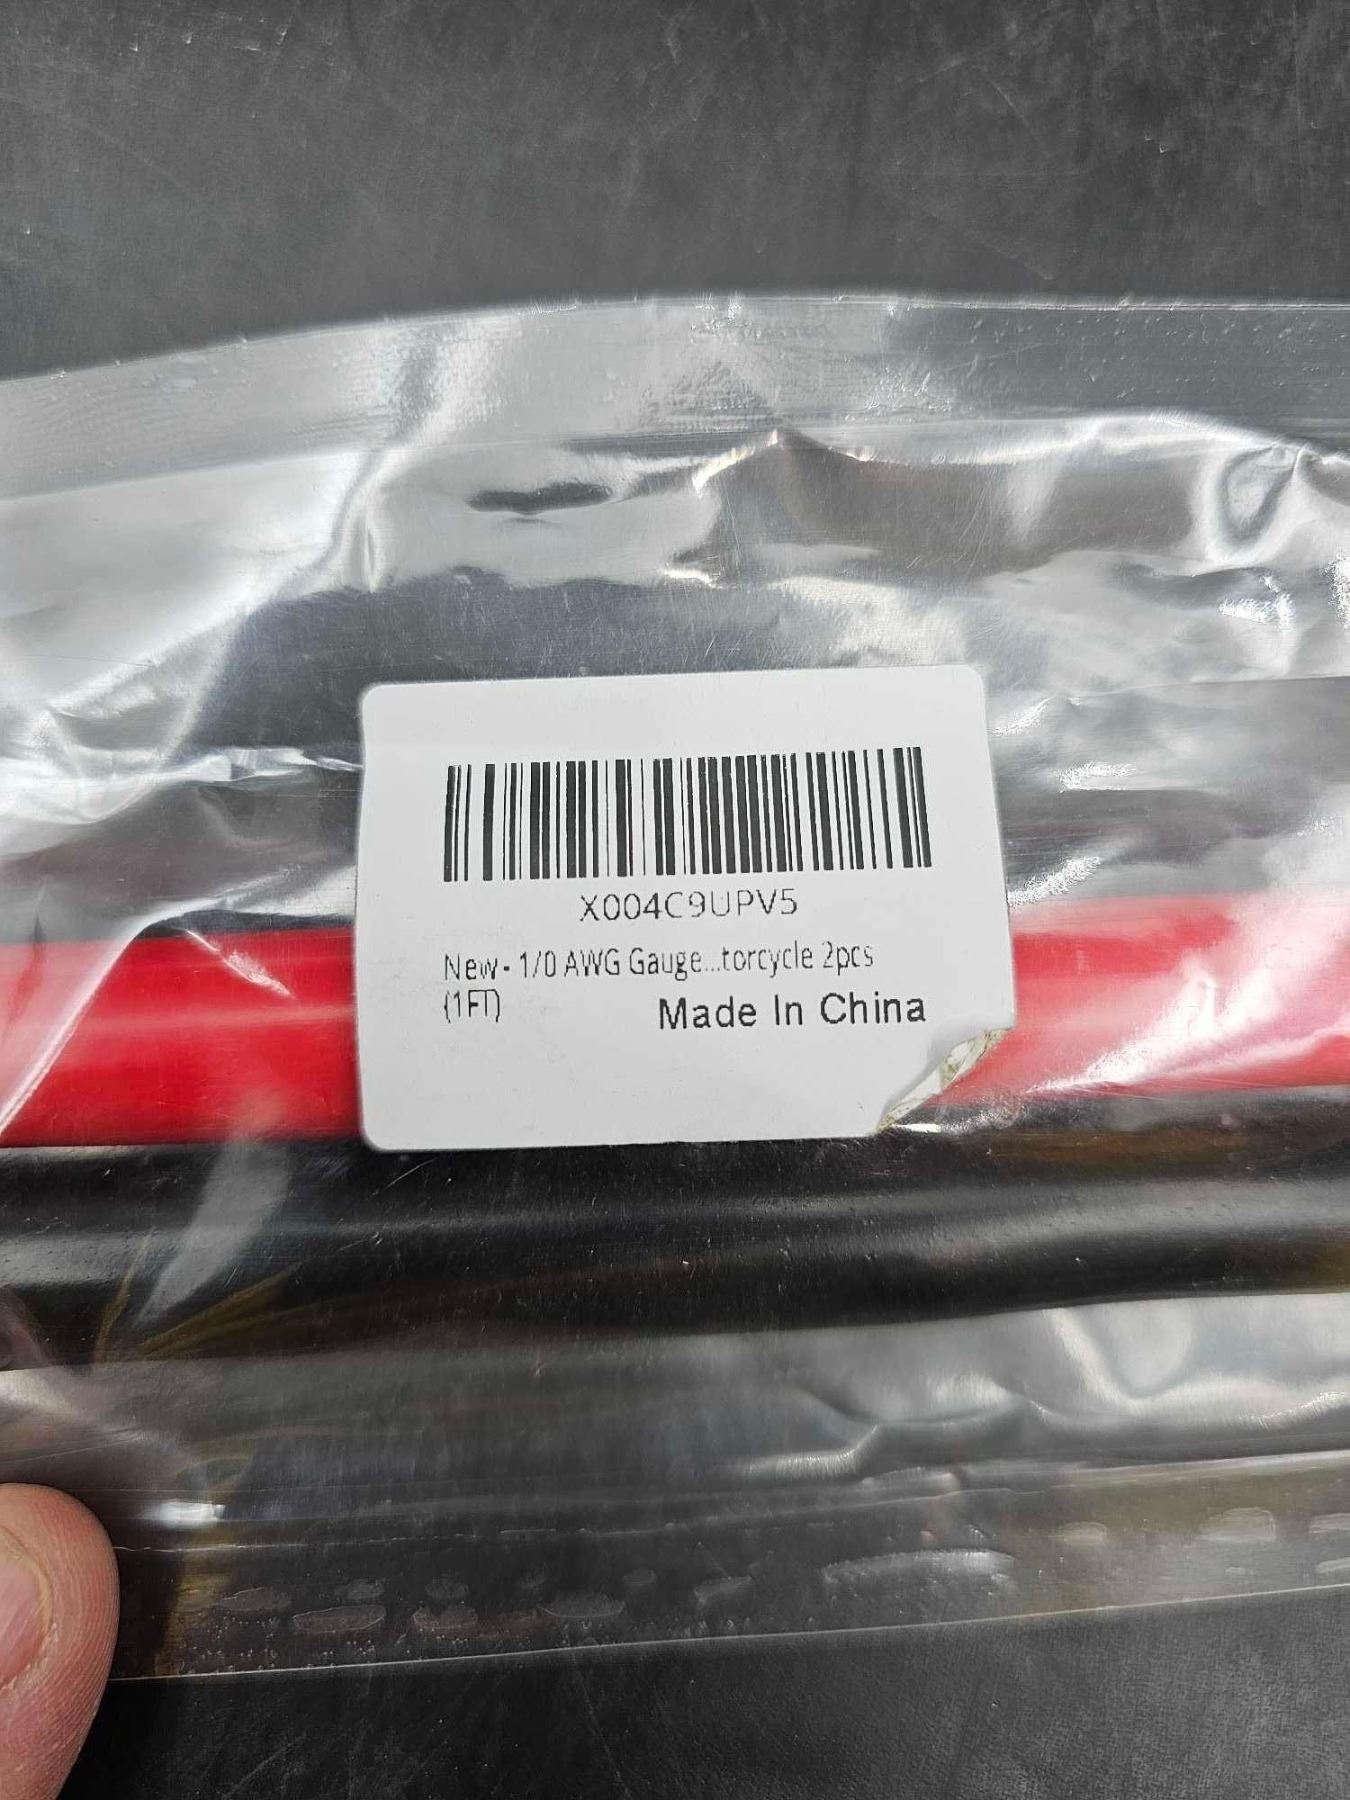 X004C9UPV5
New - 1/0 AWG Gauge...torcycle 2pcs
(1FT)
Made In China